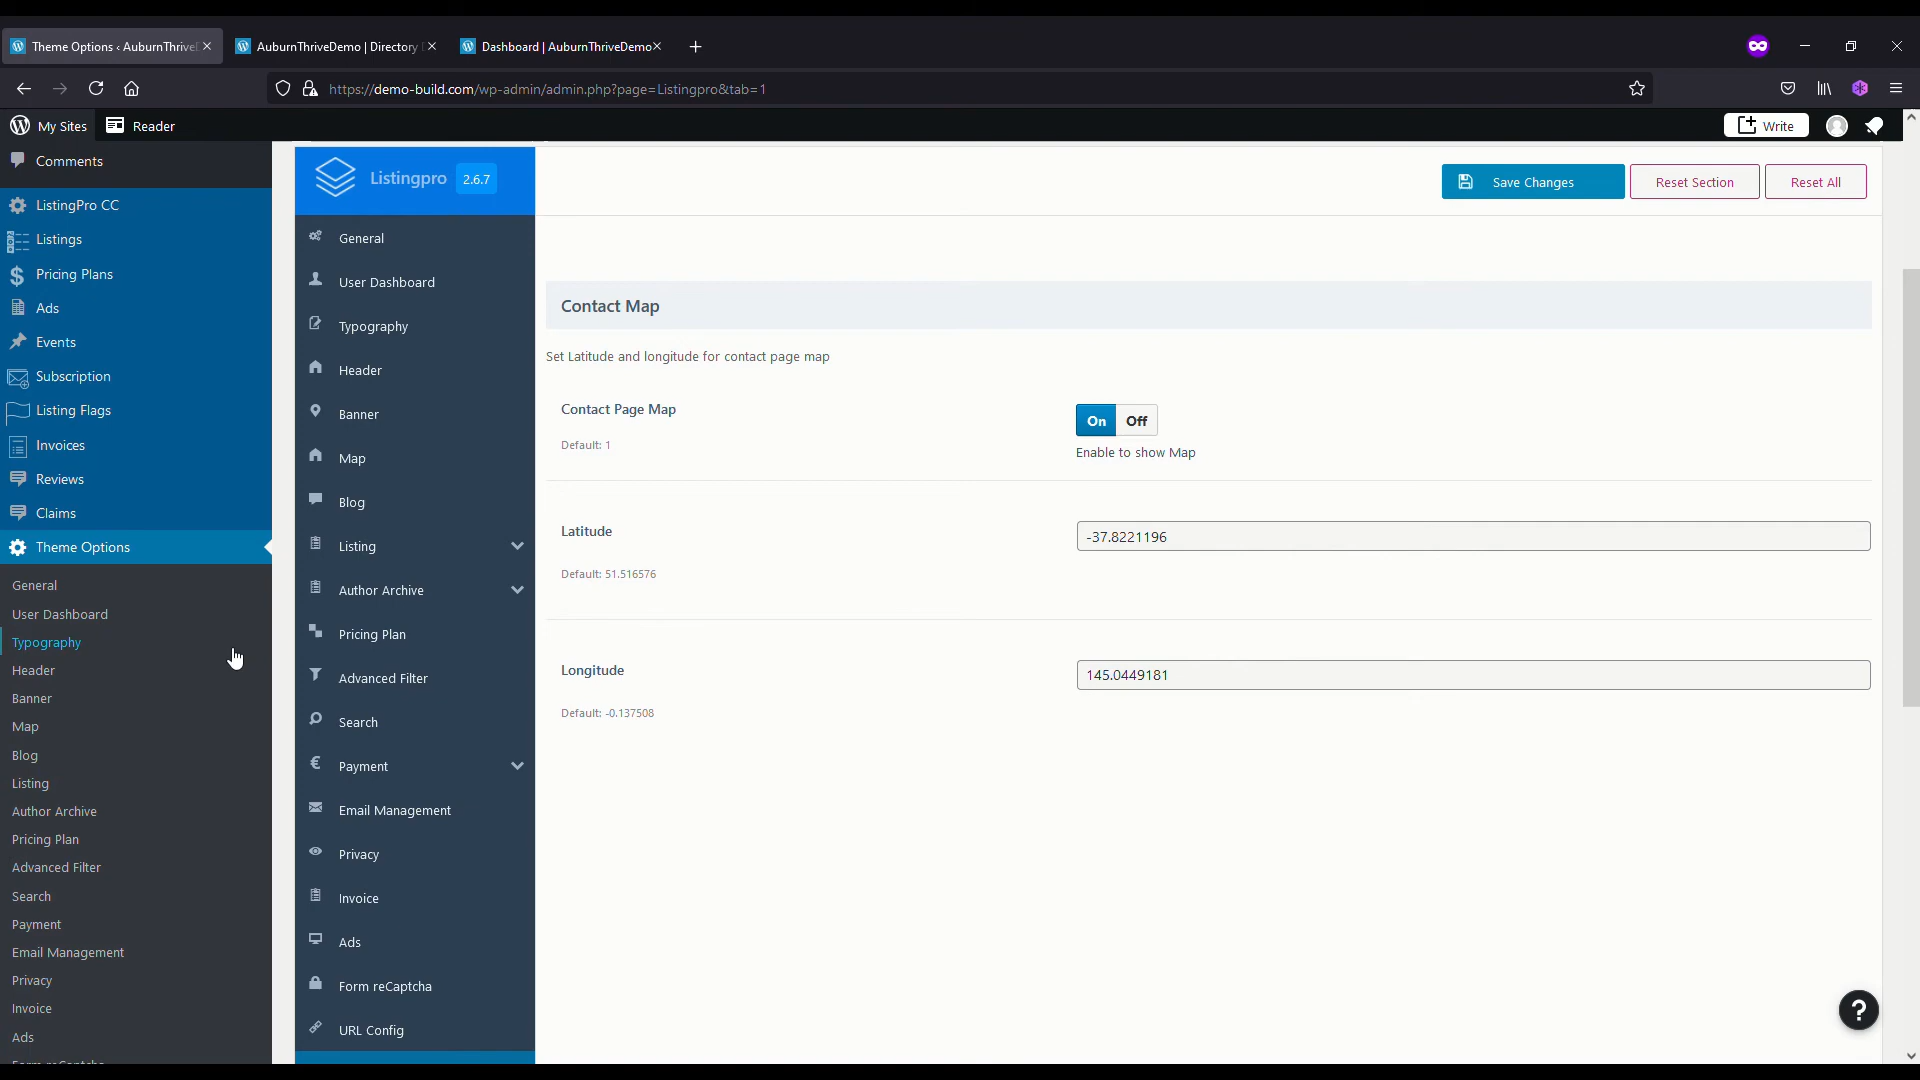 Theme Options ‹ AuburnThrive
AuburnThriveDemo | Directory
Dashboard | AuburnThriveDemo
https://demo-build.com/wp-admin/admin.php?page=Listingpro&tab=1
My Sites
Reader
Write
Comments
ListingPro CC
Listings
Pricing Plans
Ads
Events
Subscription
Listing Flags
Invoices
Reviews
Claims
Theme Options
General
User Dashboard
Typography
Header
Banner
Map
Blog
Listing
Author Archive
Pricing Plan
Advanced Filter
Search
Payment
Email Management
Privacy
Invoice
Ads
Form reCaptcha
Listingpro 2.6.7
General
User Dashboard
Typography
Header
Banner
Map
Blog
Listing
Author Archive
Pricing Plan
Advanced Filter
Search
Payment
Email Management
Privacy
Invoice
Ads
Form reCaptcha
URL Config
Save Changes
Reset Section
Reset All
Contact Map
Set Latitude and longitude for contact page map
Contact Page Map
Default: 1
On Off
Enable to show Map
Latitude
Default: 51.516576
-37.8221196
Longitude
Default: -0.137508
145.0449181
?